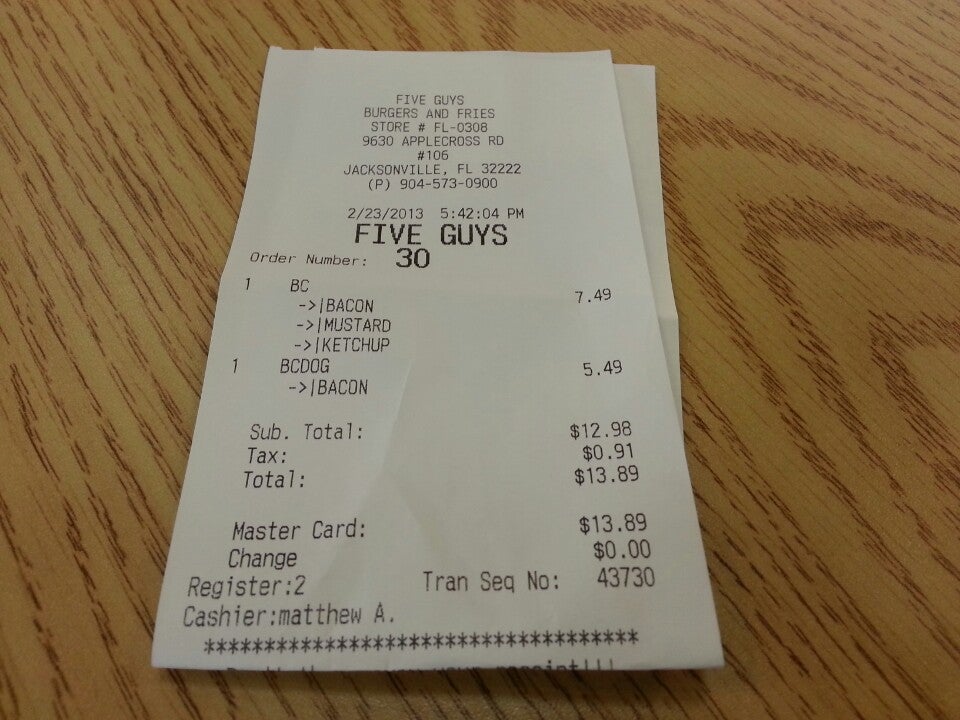 FIVE GUYS
BURGERS AND FRIES
STORE # FL-0308
9630 APPLECROSS RD
#106
JACKSONVILLE, FL 32222
(P) 904-573-0900
2/23/2013 5:42:04 PM
FIVE GUYS
Order Number: 30
1 BC 7.49
->|BACON
->|MUSTARD
->|KETCHUP
1 BCDOG 5.49
->|BACON
Sub. Total: $12.98
Tax: $0.91
Total: $13.89
Master Card: $13.89
Change $0.00
Register:2 Tran Seq No: 43730
Cashier:matthew A.
**************************************
your receipt!!!